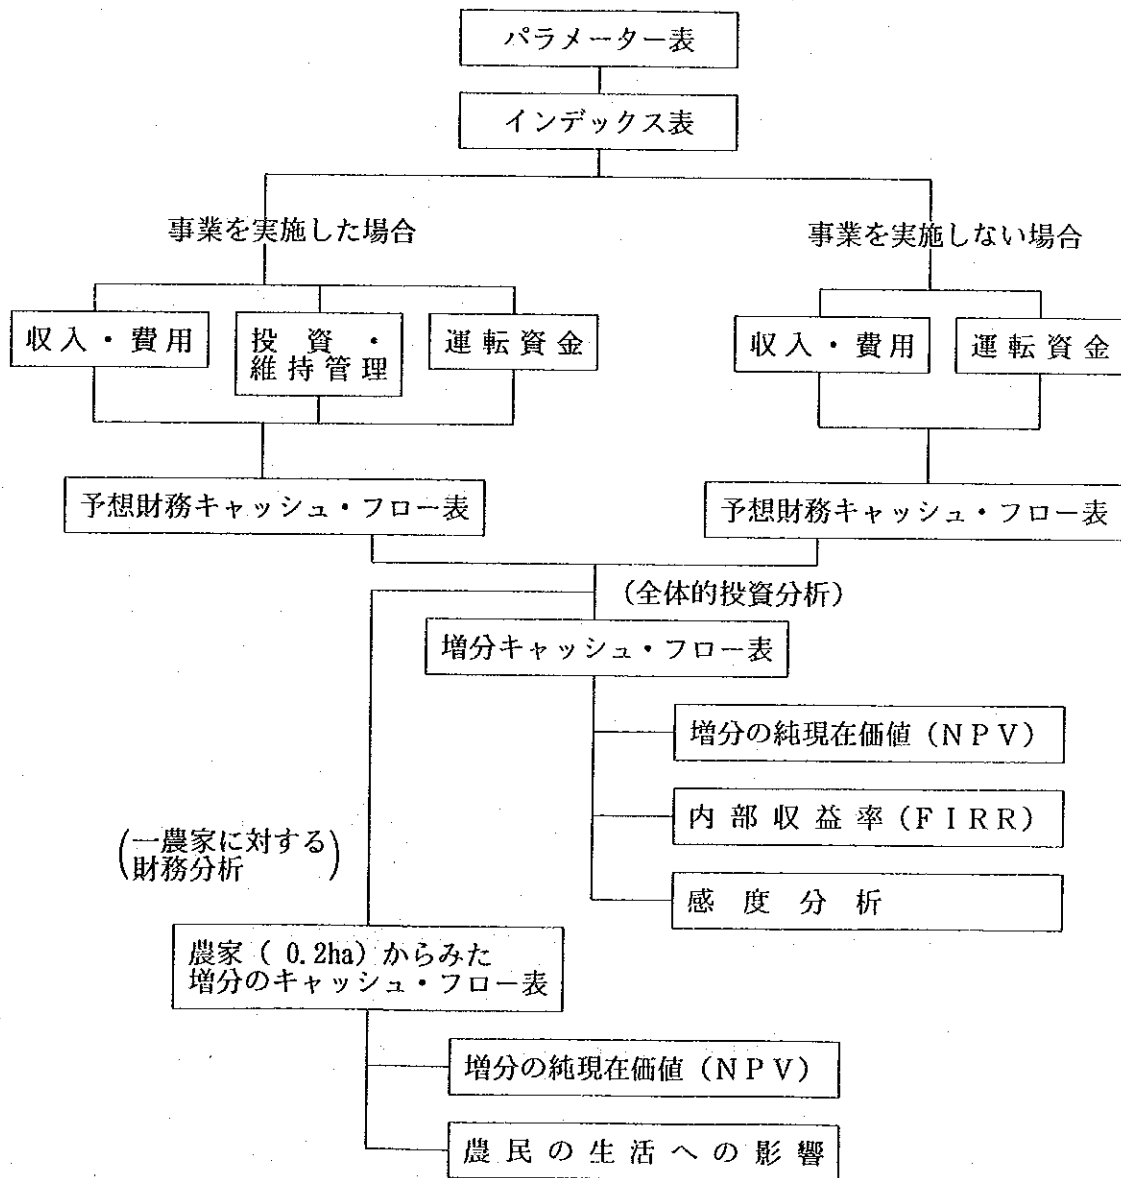 パラメーター表
インデックス表
事業を実施した場合
事業を実施しない場合
収入・費用
投資・
維持管理
運転資金
収入・費用
運転資金
予想財務キャッシュ・フロー表
予想財務キャッシュ・フロー表
(全体的投資分析)
増分キャッシュ・フロー表
増分の純現在価値(NPV)
内部収益率(FIRR)
感度分析
(一農家に対する
財務分析)
農家(0.2ha)からみた
増分のキャッシュ・フロー表
増分の純現在価値(NPV)
農民の生活への影響